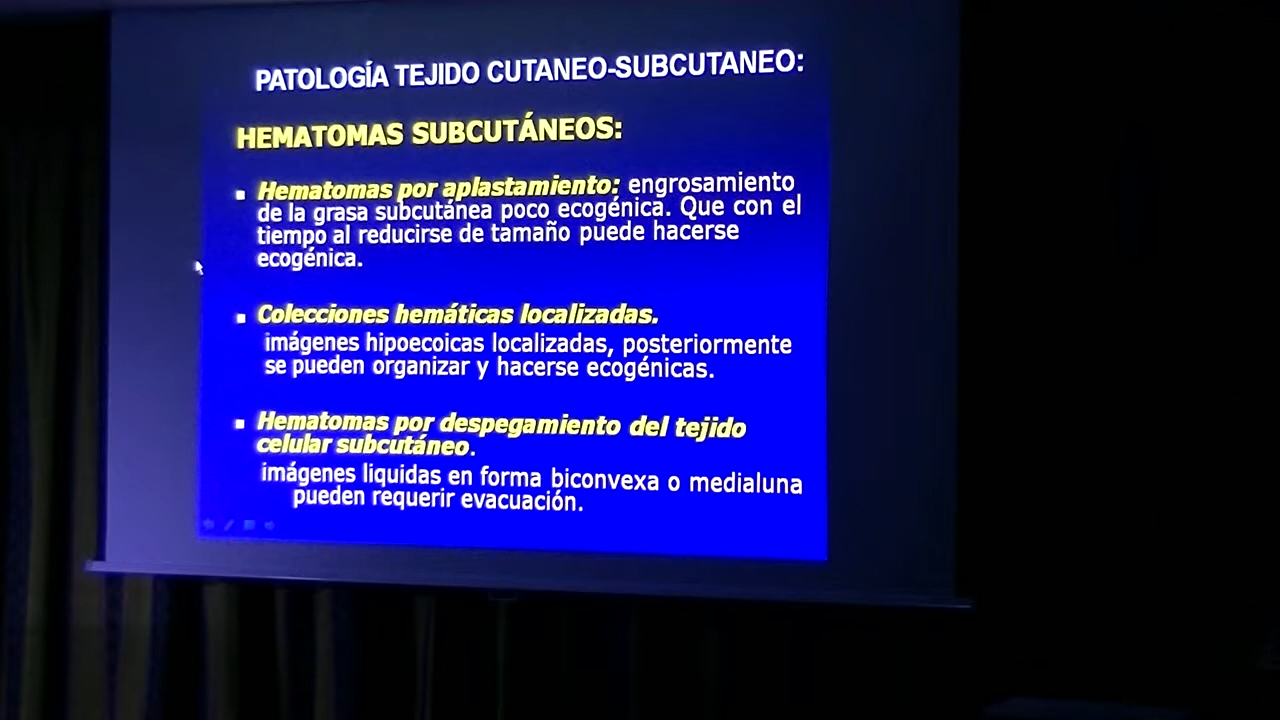 PATOLOGÍA TEJIDO CUTANEO-SUBCUTANEO:
HEMATOMAS SUBCUTÁNEOS:
▪ Hematomas por aplastamiento: engrosamiento
de la grasa subcutánea poco ecogénica. Que con el
tiempo al reducirse de tamaño puede hacerse
ecogénica.
▪ Colecciones hemáticas localizadas.
imágenes hipoecoicas localizadas, posteriormente
se pueden organizar y hacerse ecogénicas.
▪ Hematomas por despegamiento del tejido
celular subcutáneo.
imágenes liquidas en forma biconvexa o medialuna
pueden requerir evacuación.